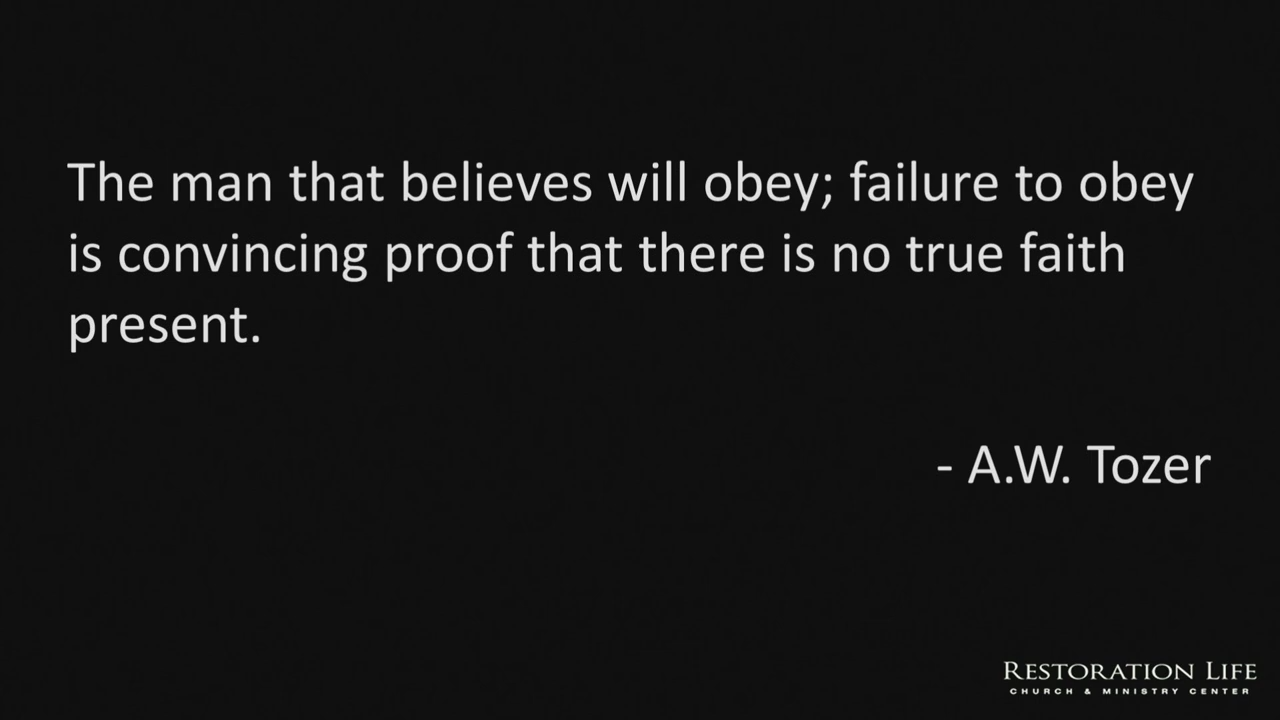 The man that believes will obey; failure to obey
is convincing proof that there is no true faith
present.
- A.W. Tozer
RESTORATION LIFE
CHURCH & MINISTRY CENTER